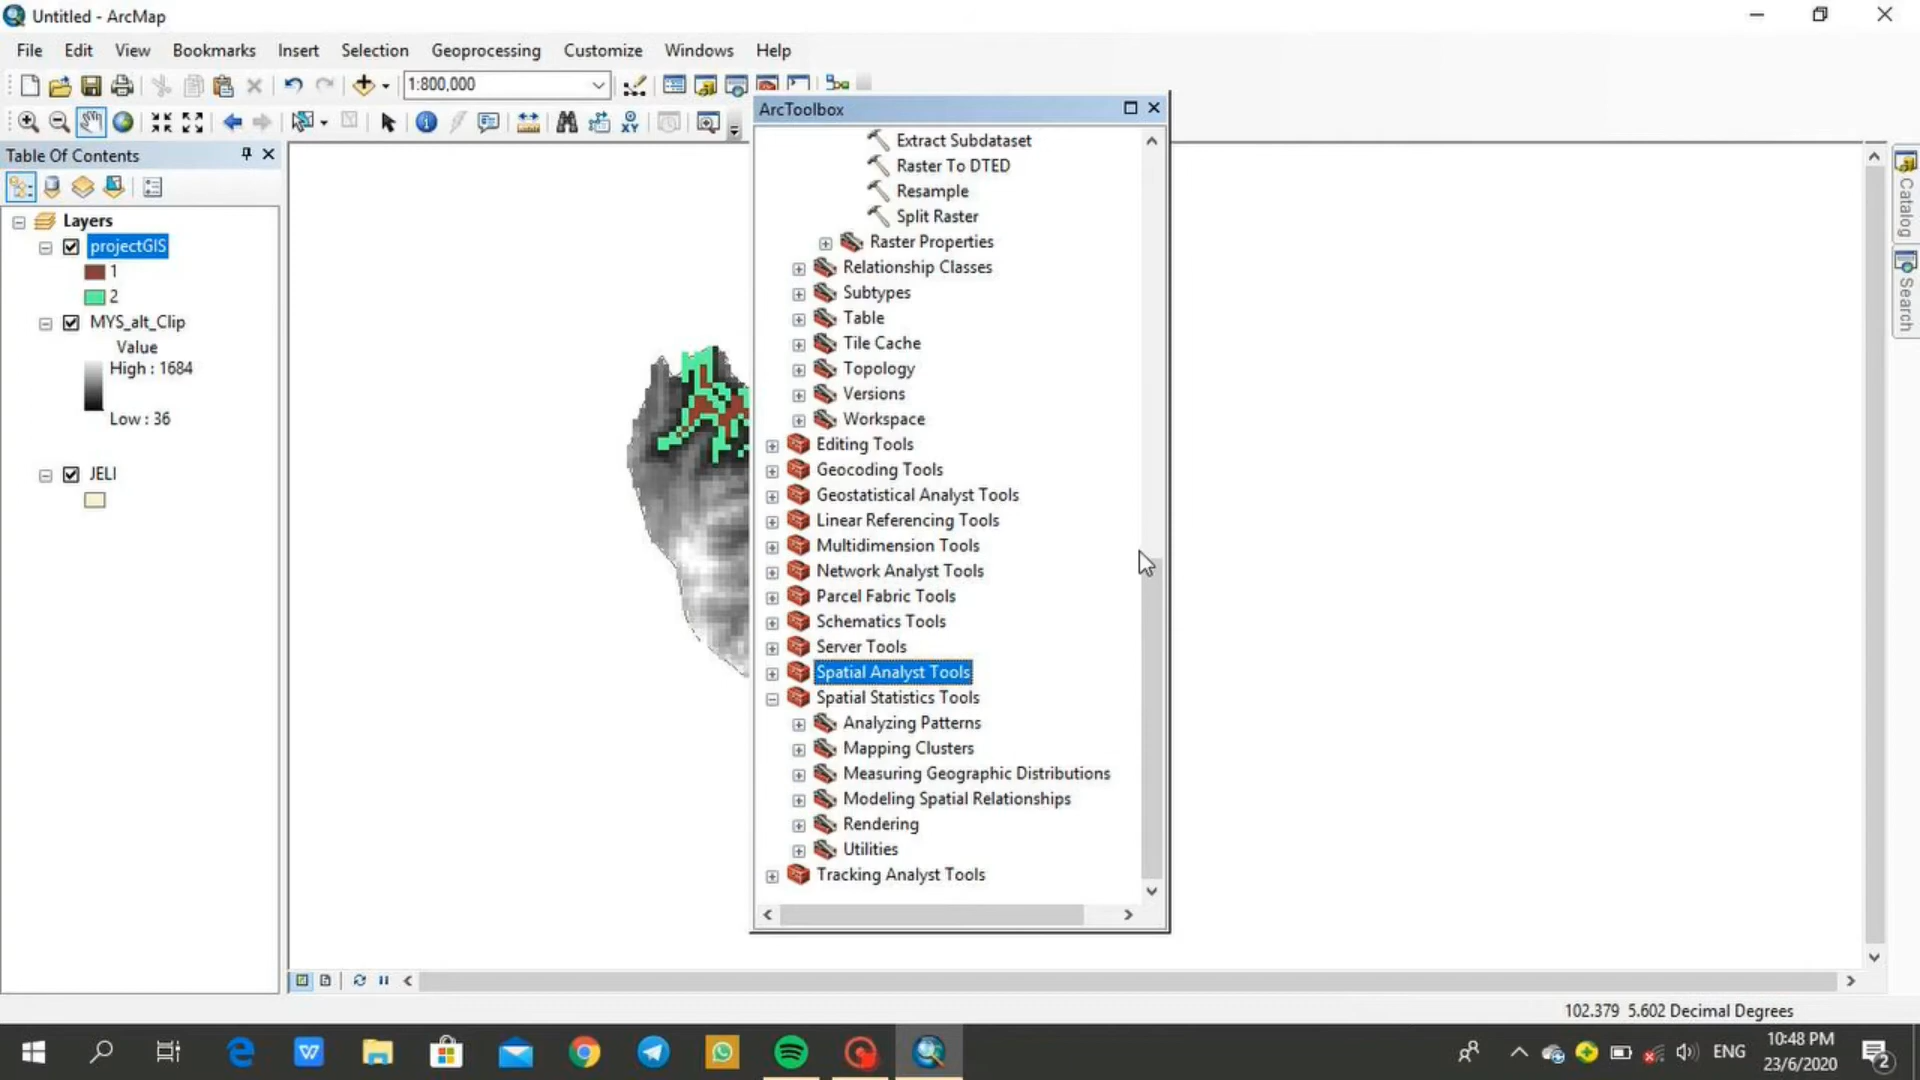 Untitled - ArcMap
File Edit View Bookmarks Insert Selection Geoprocessing Customize Windows Help
1:800,000
Table Of Contents
Layers
projectGIS
1
2
MYS_alt_Clip
Value
High : 1684
Low : 36
JELI
ArcToolbox
Extract Subdataset
Raster To DTED
Resample
Split Raster
Raster Properties
Relationship Classes
Subtypes
Table
Tile Cache
Topology
Versions
Workspace
Editing Tools
Geocoding Tools
Geostatistical Analyst Tools
Linear Referencing Tools
Multidimension Tools
Network Analyst Tools
Parcel Fabric Tools
Schematics Tools
Server Tools
Spatial Analyst Tools
Spatial Statistics Tools
Analyzing Patterns
Mapping Clusters
Measuring Geographic Distributions
Modeling Spatial Relationships
Rendering
Utilities
Tracking Analyst Tools
Catalog
Search
102.379 5.602 Decimal Degrees
ENG
10:48 PM
23/6/2020
2